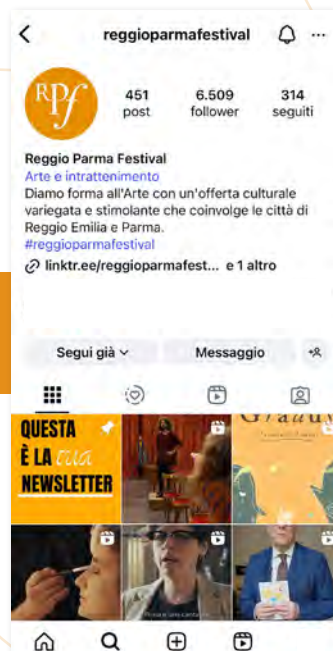 reggioparmafestival
RPf
451
6.509
314
post
follower
seguiti
Reggio Parma Festival
Arte e intrattenimento
Diamo forma all'Arte con un'offerta culturale
variegata e stimolante che coinvolge le città di
Reggio Emilia e Parma.
#reggioparmafestival
linktr.ee/reggioparmafest... e 1 altro
Segui già
Messaggio
QUESTA
È LA tua
NEWSLETTER